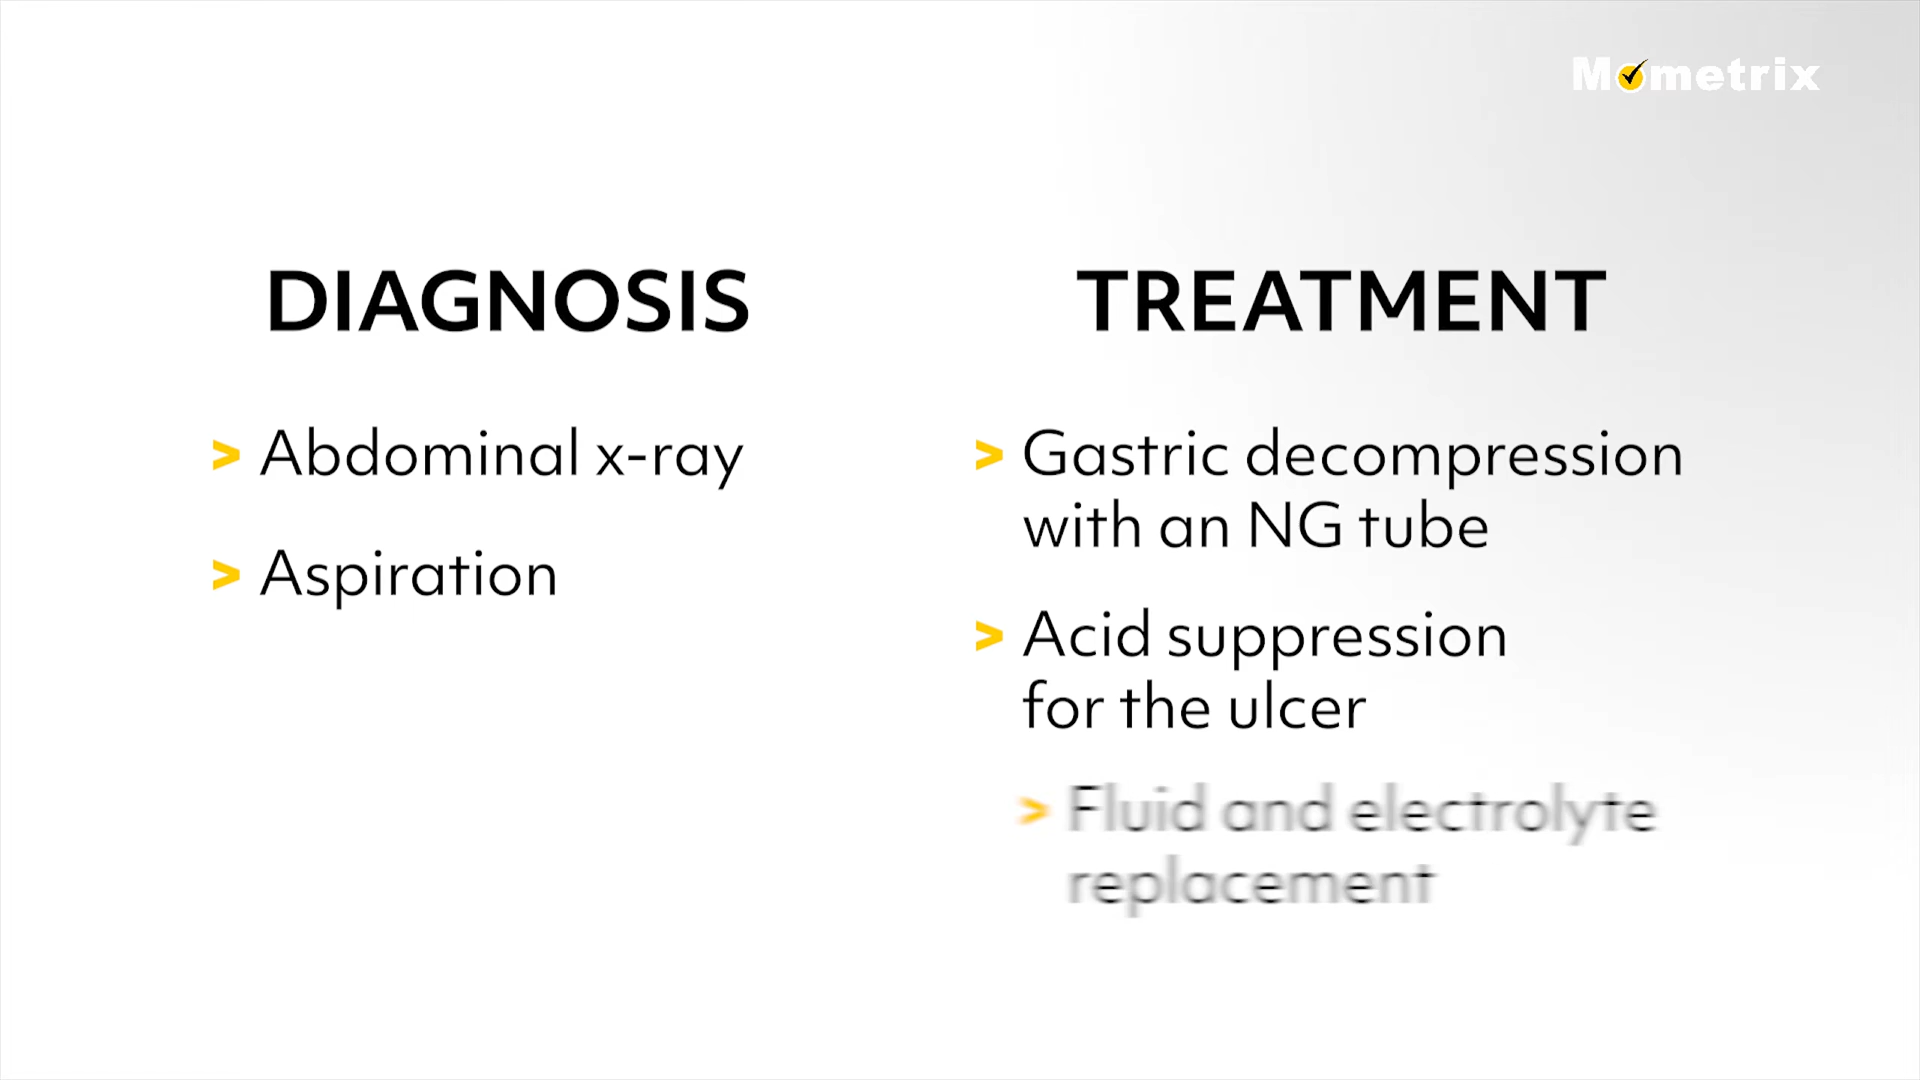 Mometrix
DIAGNOSIS
> Abdominal x-ray
> Aspiration
TREATMENT
> Gastric decompression
with an NG tube
> Acid suppression
for the ulcer
> Fluid and electrolyte
replacement